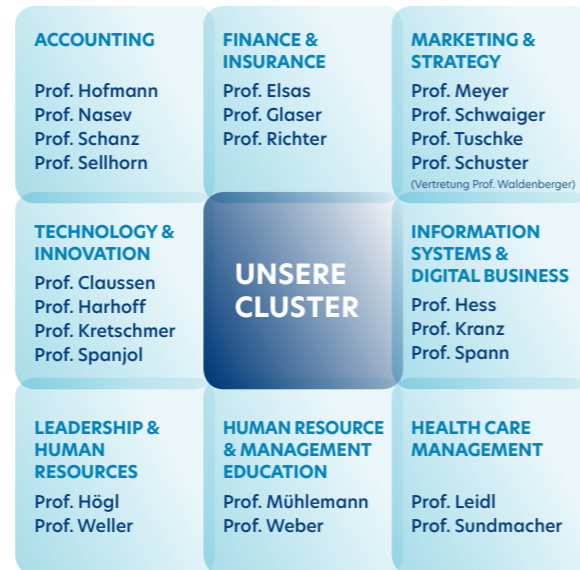 ACCOUNTING
Prof. Hofmann
Prof. Nasev
Prof. Schanz
Prof. Sellhorn
FINANCE &
INSURANCE
Prof. Elsas
Prof. Glaser
Prof. Richter
MARKETING &
STRATEGY
Prof. Meyer
Prof. Schwaiger
Prof. Tuschke
Prof. Schuster
(Vertretung Prof. Waldenberger)
TECHNOLOGY &
INNOVATION
Prof. Claussen
Prof. Harhoff
Prof. Kretschmer
Prof. Spanjol
UNSERE
CLUSTER
INFORMATION
SYSTEMS &
DIGITAL BUSINESS
Prof. Hess
Prof. Kranz
Prof. Spann
LEADERSHIP &
HUMAN
RESOURCES
Prof. Högl
Prof. Weller
HUMAN RESOURCE
& MANAGEMENT
EDUCATION
Prof. Mühlemann
Prof. Weber
HEALTH CARE
MANAGEMENT
Prof. Leidl
Prof. Sundmacher